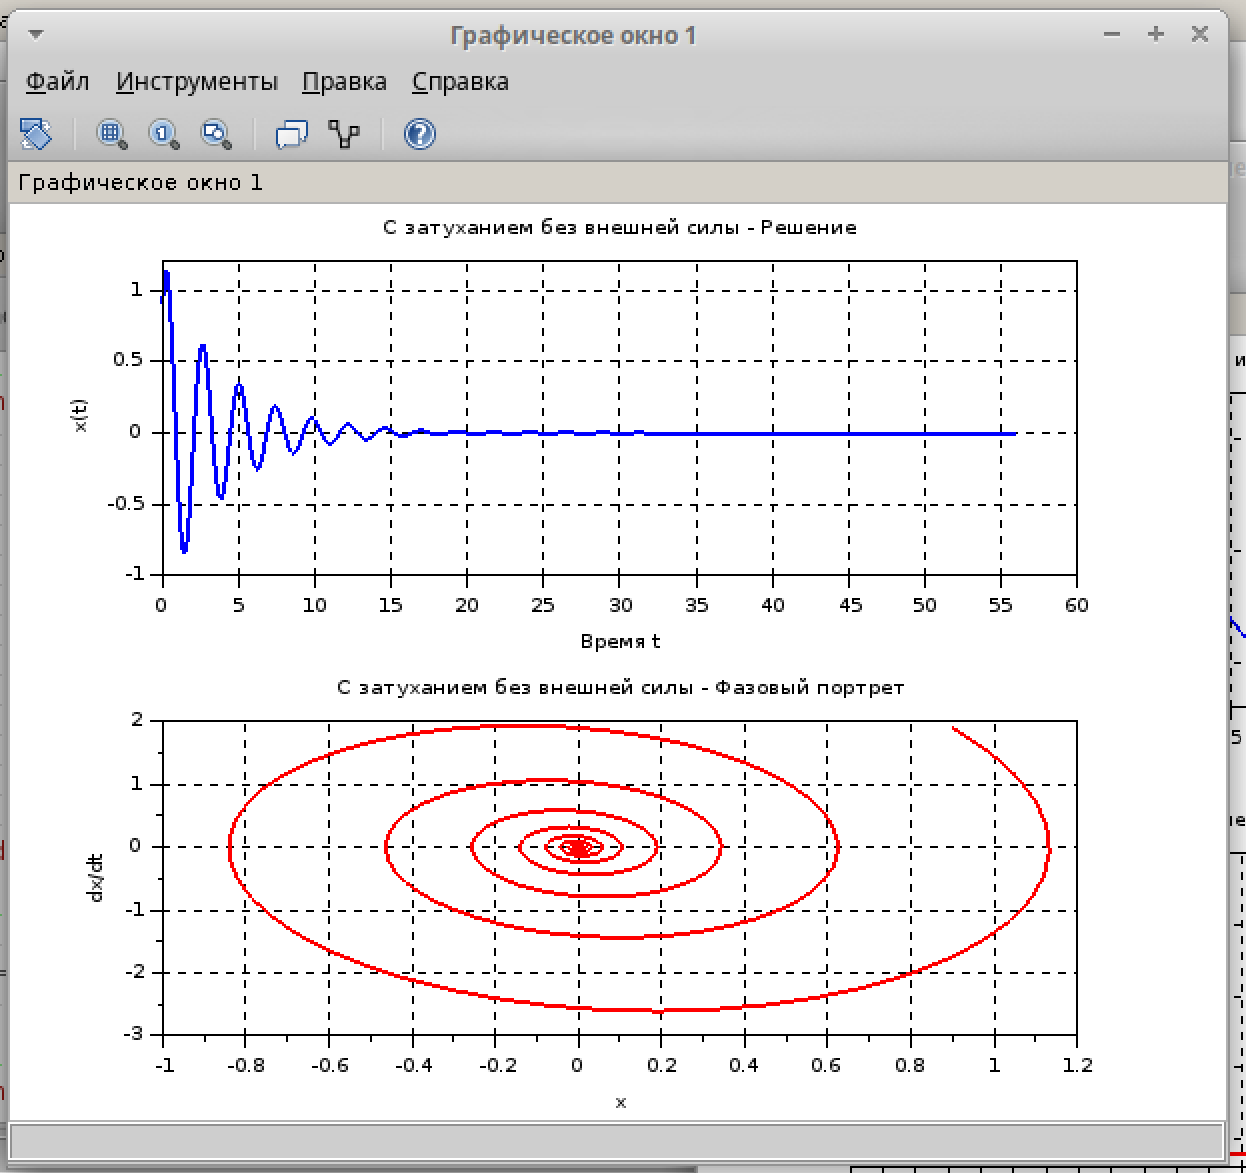 Графическое окно 1
Файл Инструменты Правка Справка
Графическое окно 1
С затуханием без внешней силы - Решение
1
0.5
0
-0.5
-1
x(t)
0 5 10 15 20 25 30 35 40 45 50 55 60
Время t
С затуханием без внешней силы - Фазовый портрет
2
1
0
-1
-2
-3
dx/dt
-1 -0.8 -0.6 -0.4 -0.2 0 0.2 0.4 0.6 0.8 1 1.2
x